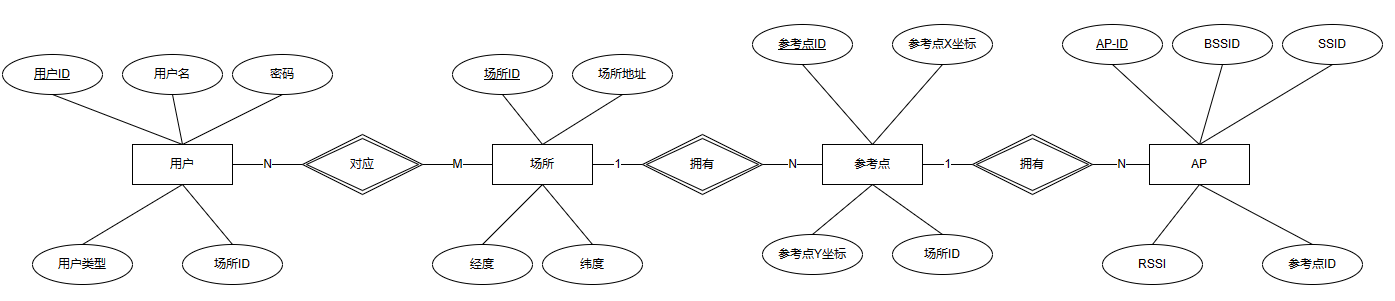 参考点ID
参考点X坐标
AP-ID
BSSID
SSID
用户ID
用户名
密码
场所ID
场所地址
用户
N
对应
M
场所
1
拥有
N
参考点
1
拥有
N
AP
用户类型
场所ID
经度
纬度
参考点Y坐标
场所ID
RSSI
参考点ID